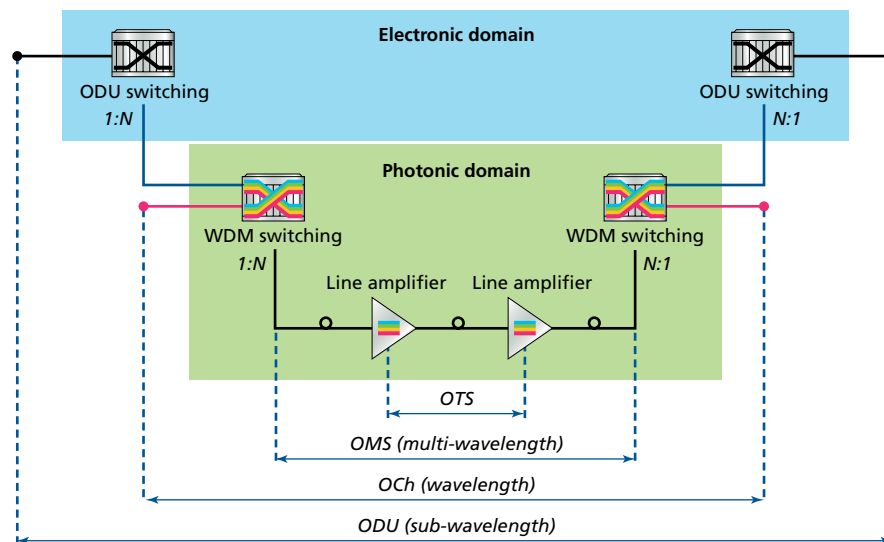 Electronic domain
ODU switching
1:N
ODU switching
N:1
Photonic domain
WDM switching
1:N
WDM switching
N:1
Line amplifier
Line amplifier
OTS
OMS (multi-wavelength)
OCh (wavelength)
ODU (sub-wavelength)